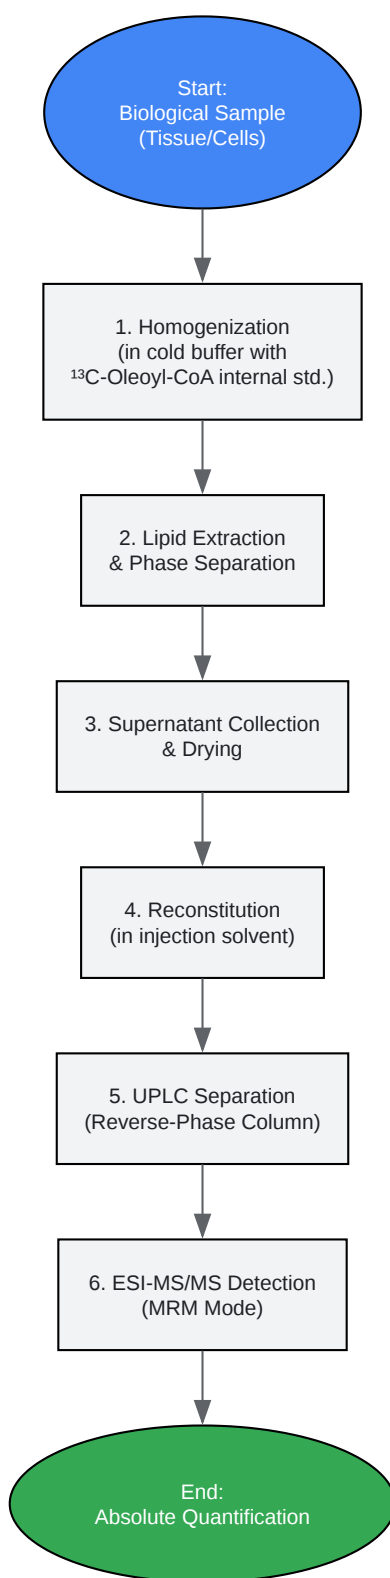 Start:
Biological Sample
(Tissue/Cells)
1. Homogenization
(in cold buffer with
¹³C-Oleoyl-CoA internal std.)
2. Lipid Extraction
& Phase Separation
3. Supernatant Collection
& Drying
4. Reconstitution
(in injection solvent)
5. UPLC Separation
(Reverse-Phase Column)
6. ESI-MS/MS Detection
(MRM Mode)
End:
Absolute Quantification